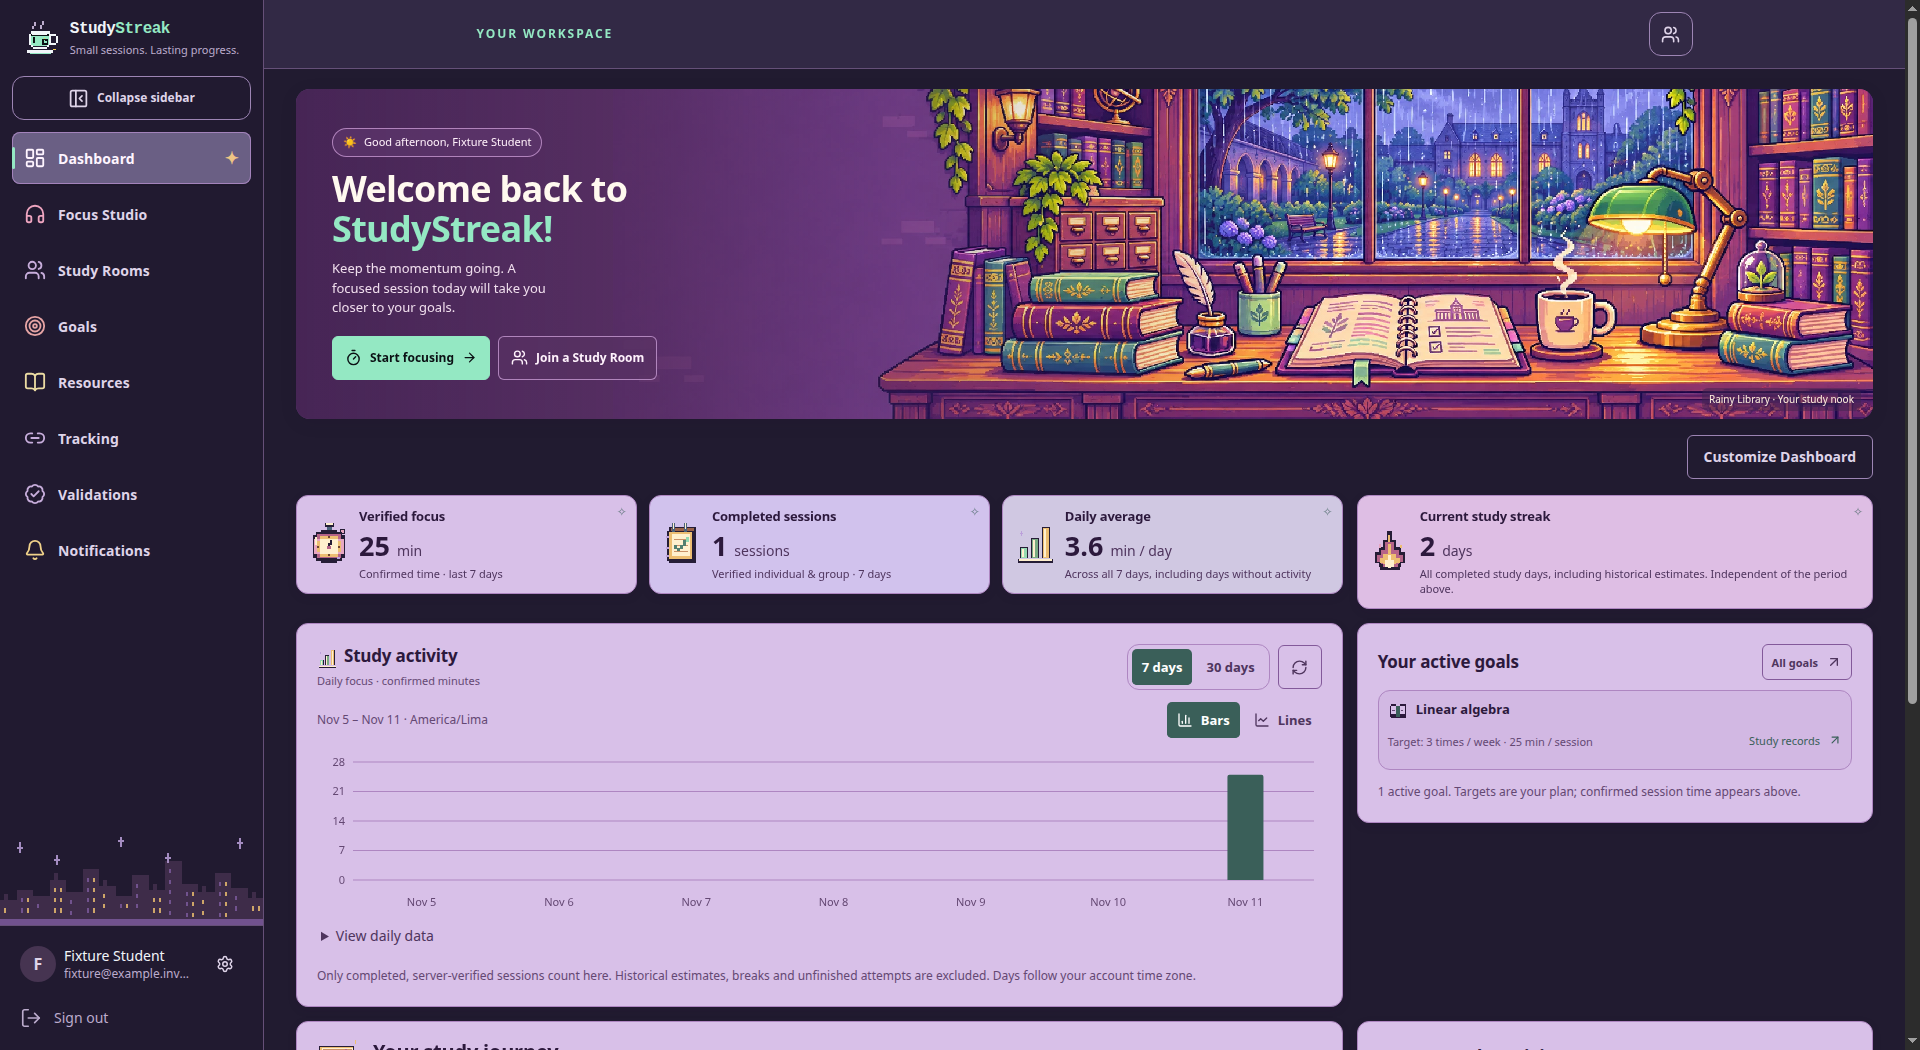 StudyStreak
Small sessions. Lasting progress.
Collapse sidebar
Dashboard
Focus Studio
Study Rooms
Goals
Resources
Tracking
Validations
Notifications
F
Fixture Student
fixture@example.inv...
Sign out
YOUR WORKSPACE
Good afternoon, Fixture Student
Welcome back to
StudyStreak!
Keep the momentum going. A
focused session today will take you
closer to your goals.
Start focusing
Join a Study Room
Rainy Library · Your study nook
Customize Dashboard
Verified focus
25 min
Confirmed time · last 7 days
Completed sessions
1 sessions
Verified individual & group · 7 days
Daily average
3.6 min / day
Across all 7 days, including days without activity
Current study streak
2 days
All completed study days, including historical estimates. Independent of the period
above.
Study activity
Daily focus · confirmed minutes
7 days
30 days
Nov 5 – Nov 11 · America/Lima
Bars
Lines
28
21
14
7
0
Nov 5
Nov 6
Nov 7
Nov 8
Nov 9
Nov 10
Nov 11
View daily data
Only completed, server-verified sessions count here. Historical estimates, breaks and unfinished attempts are excluded. Days follow your account time zone.
Your active goals
All goals
Linear algebra
Target: 3 times / week · 25 min / session
Study records
1 active goal. Targets are your plan; confirmed session time appears above.
Your study journey